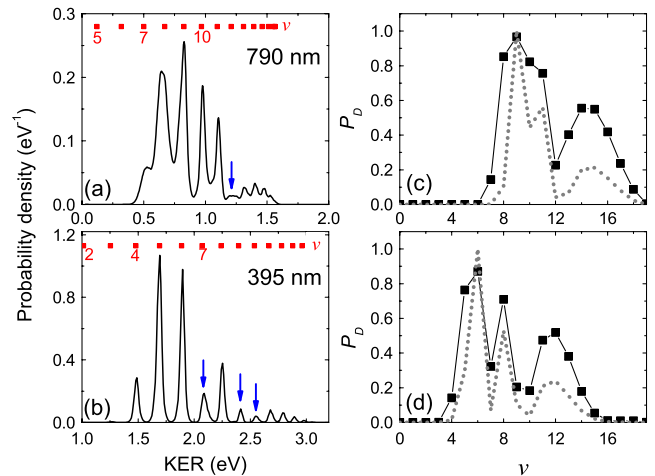 0.3
0.2
0.1
0.0
5 7 10 ν
790 nm
(a)
0.0 0.5 1.0 1.5 2.0
Probability density (eV⁻¹)
1.2
0.8
0.4
0.0
2 4 7 ν
395 nm
(b)
1.0 1.5 2.0 2.5 3.0
KER (eV)
P_D
1.0
0.8
0.6
0.4
0.2
0.0
(c)
0 4 8 12 16
P_D
1.0
0.8
0.6
0.4
0.2
0.0
(d)
0 4 8 12 16
ν